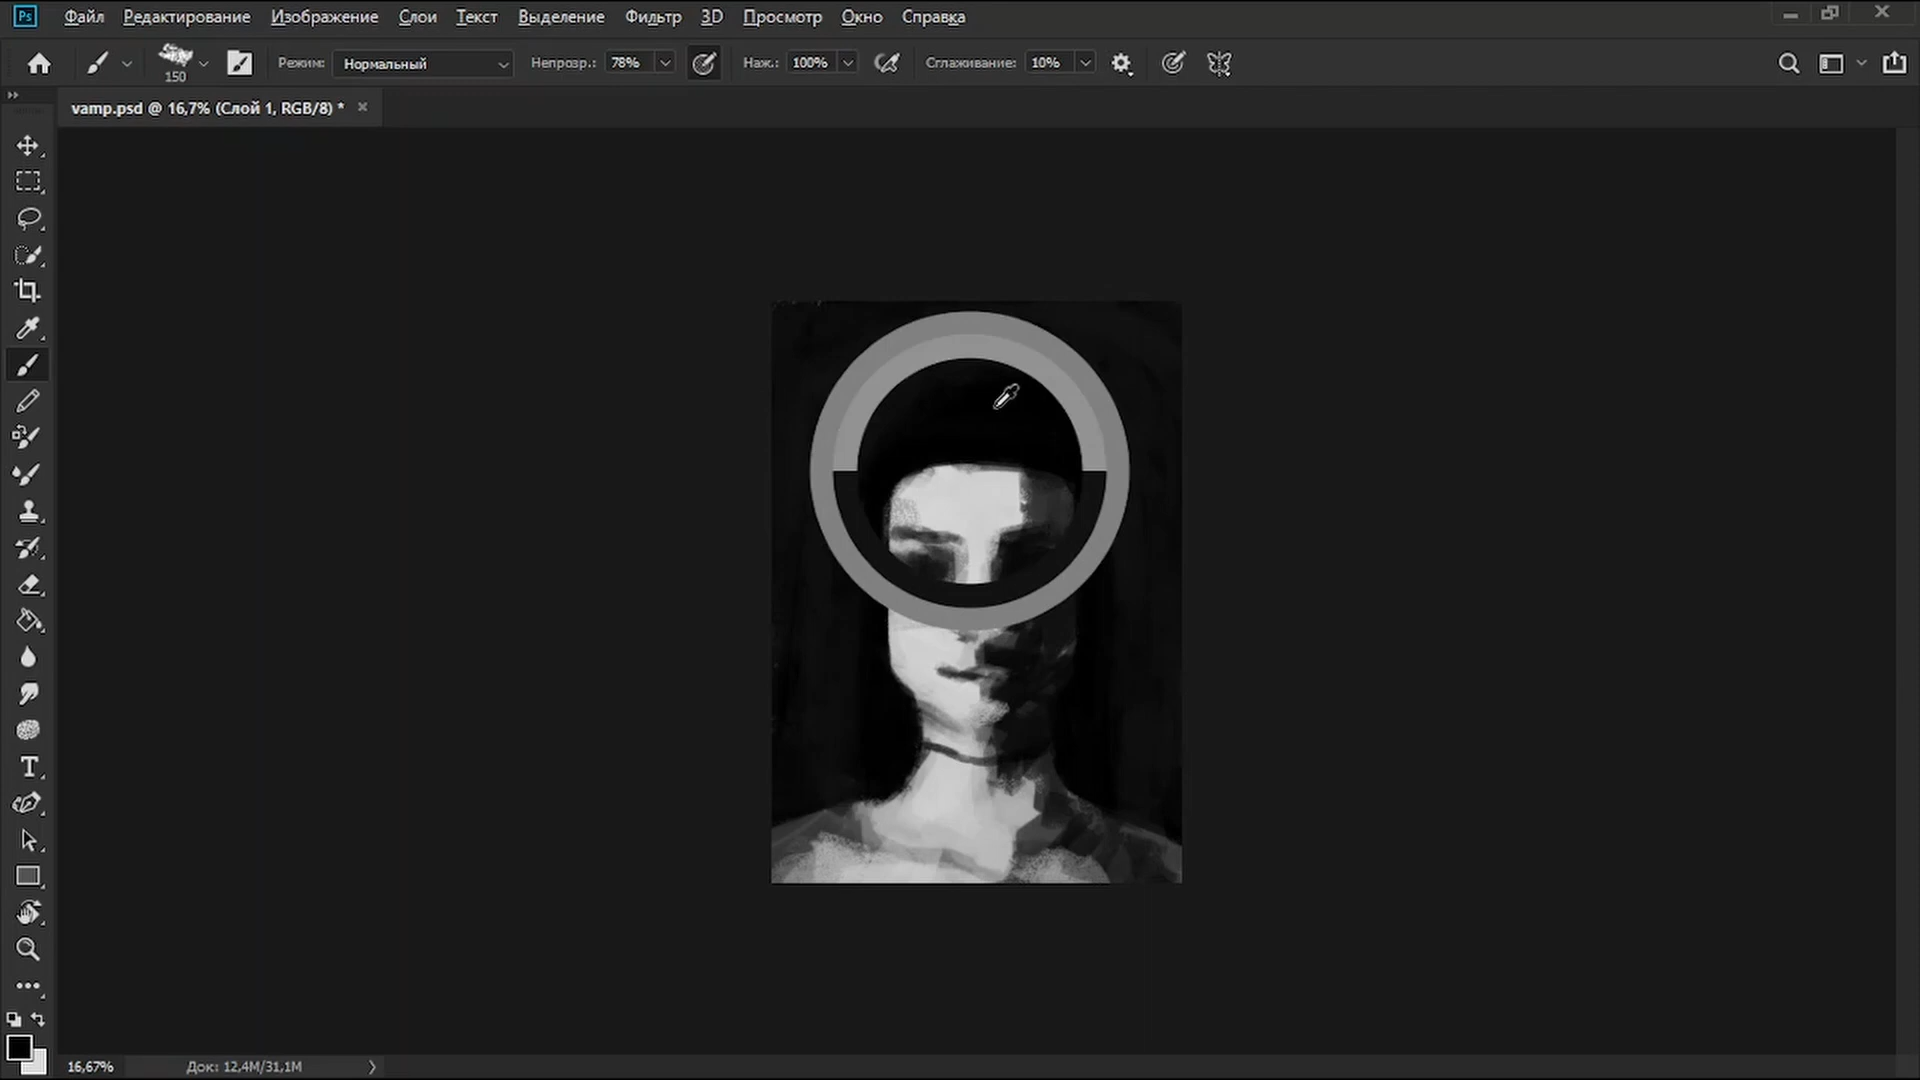 Ps Файл Редактирование Изображение Слои Текст Выделение Фильтр 3D Просмотр Окно Справка
150 Режим: Нормальный Непрозр.: 78% Наж.: 100% Сглаживание: 10%
vamp.psd @ 16,7% (Слой 1, RGB/8) *
T
16,67% Док: 12,4M/31,1M